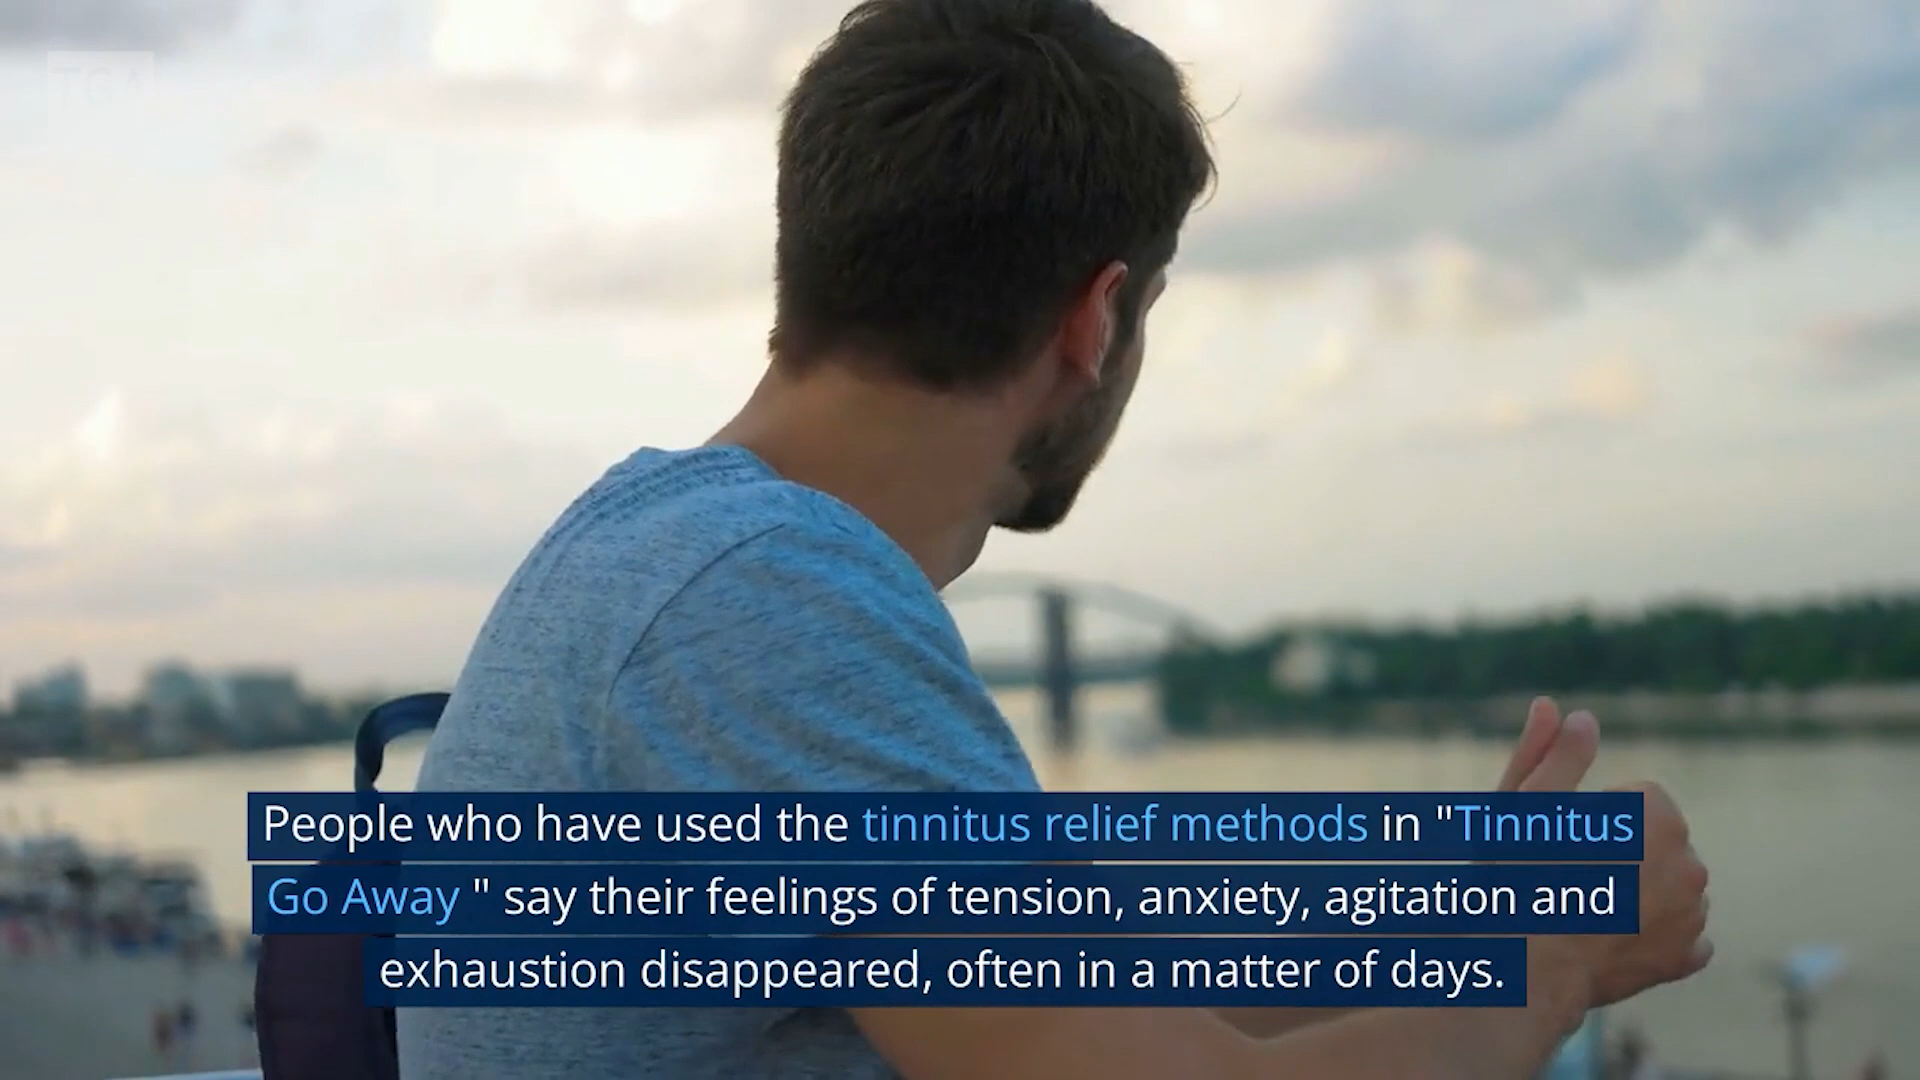 TGA
People who have used the tinnitus relief methods in "Tinnitus
Go Away " say their feelings of tension, anxiety, agitation and
exhaustion disappeared, often in a matter of days.